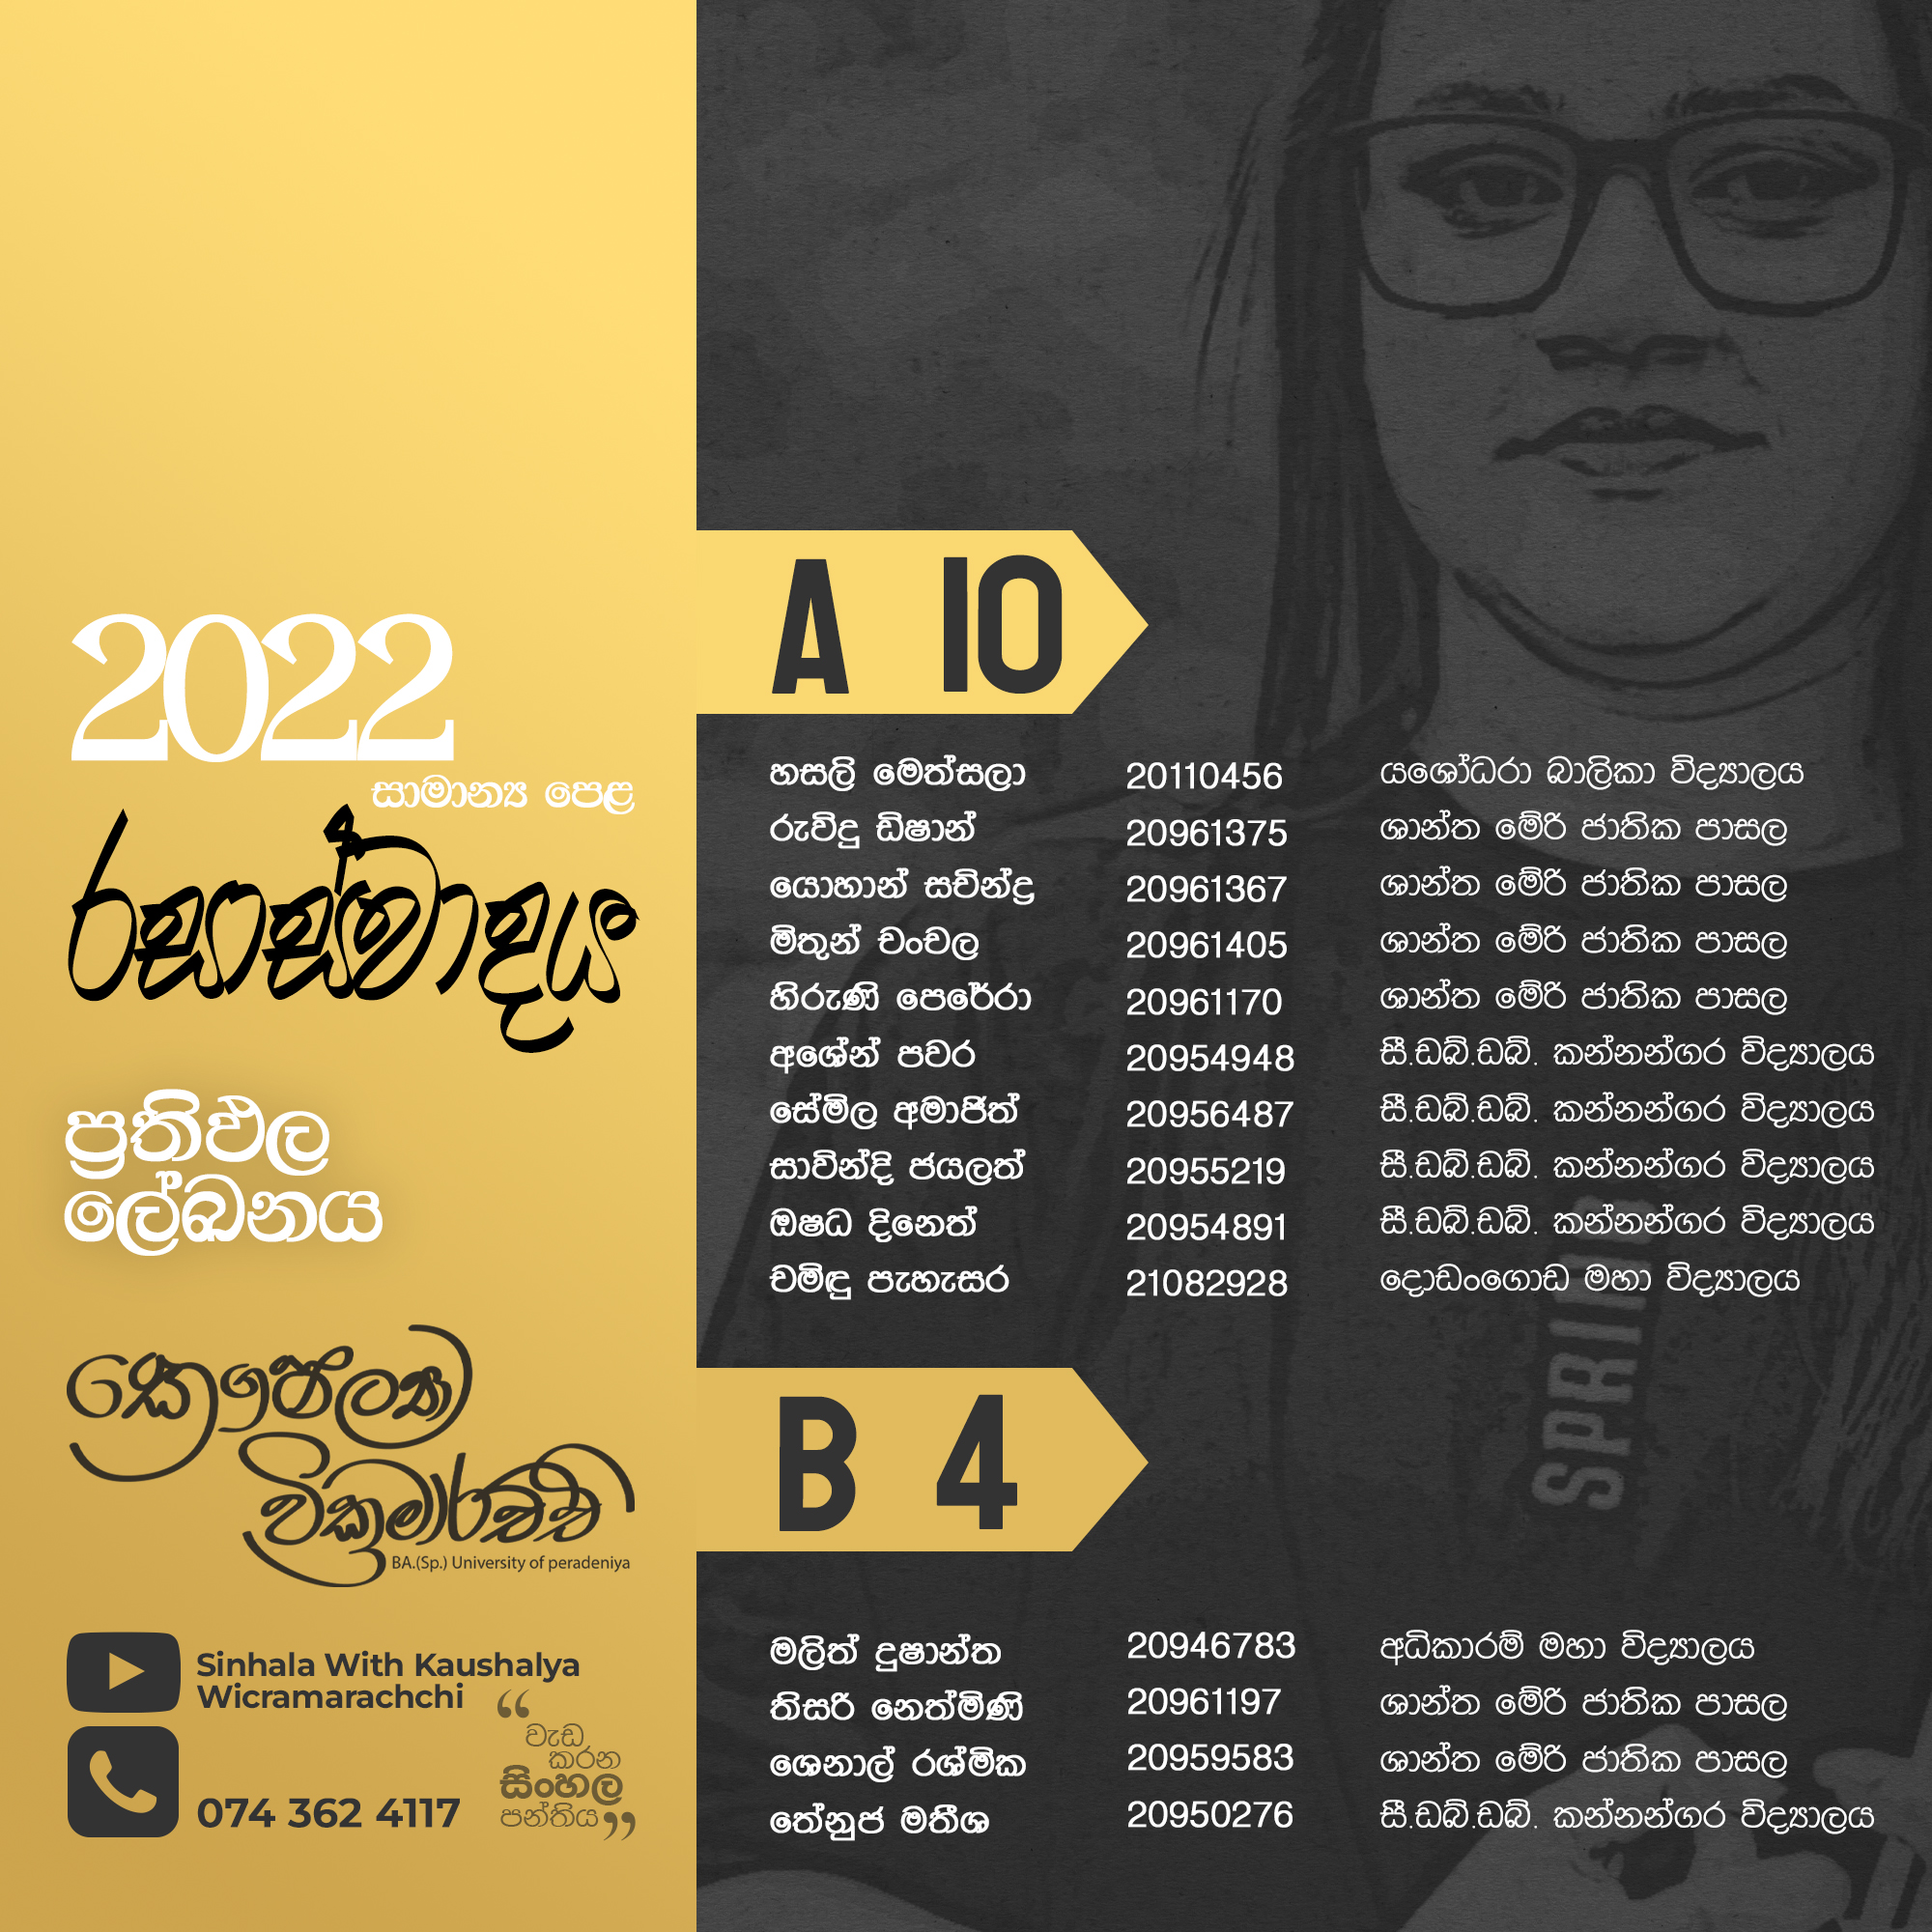 2022
සාමාන්‍ය පෙළ
රසාස්වාදය
ප්‍රතිඵල
ලේඛනය
කෞශල්‍යා
වික්‍රමාරච්චි
BA.(Sp.) University of peradeniya
Sinhala With Kaushalya
Wicramarachchi
074 362 4117
“
වැඩ
කරන
සිංහල
පන්තිය”
A 10
හසලි මෙත්සලා 20110456 යශෝධරා බාලිකා විද්‍යාලය
රුවිඳු ඩිෂාන් 20961375 ශාන්ත මේරි ජාතික පාසල
යොහාන් සචින්ද්‍ර 20961367 ශාන්ත මේරි ජාතික පාසල
මිතුන් චංචල 20961405 ශාන්ත මේරි ජාතික පාසල
හිරුණි පෙරේරා 20961170 ශාන්ත මේරි ජාතික පාසල
අශේන් පවර 20954948 සී.ඩබ්.ඩබ්. කන්නන්ගර විද්‍යාලය
සේමිල අමාජිත් 20956487 සී.ඩබ්.ඩබ්. කන්නන්ගර විද්‍යාලය
සාවින්දි ජයලත් 20955219 සී.ඩබ්.ඩබ්. කන්නන්ගර විද්‍යාලය
ඔෂධ දිනෙත් 20954891 සී.ඩබ්.ඩබ්. කන්නන්ගර විද්‍යාලය
චමිඳු පැහැසර 21082928 දොඩංගොඩ මහා විද්‍යාලය
B 4
මලිත් දුෂාන්ත 20946783 අධිකාරම් මහා විද්‍යාලය
තිසරි නෙත්මිණි 20961197 ශාන්ත මේරි ජාතික පාසල
ශෙනාල් රශ්මික 20959583 ශාන්ත මේරි ජාතික පාසල
තේනුජ මතීශ 20950276 සී.ඩබ්.ඩබ්. කන්නන්ගර විද්‍යාලය